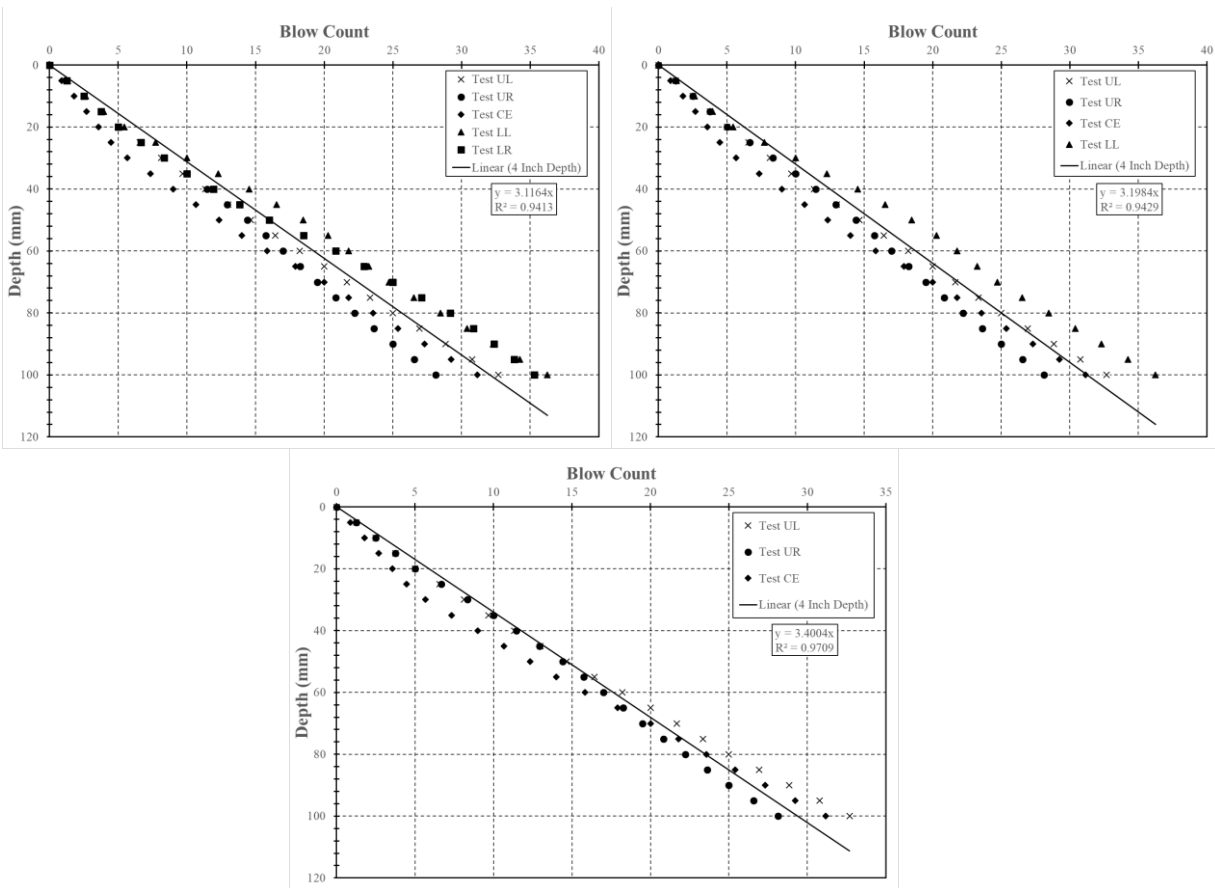 Blow Count
0 5 10 15 20 25 30 35 40
0
20
40
60
80
100
120
Depth (mm)
Test UL
Test UR
Test CE
Test LL
Test LR
Linear (4 Inch Depth)
y = 3.1164x
R² = 0.9413
Blow Count
0 5 10 15 20 25 30 35 40
0
20
40
60
80
100
120
Depth (mm)
Test UL
Test UR
Test CE
Test LL
Linear (4 Inch Depth)
y = 3.1984x
R² = 0.9429
Blow Count
0 5 10 15 20 25 30 35
0
20
40
60
80
100
120
Depth (mm)
Test UL
Test UR
Test CE
Linear (4 Inch Depth)
y = 3.4004x
R² = 0.9709